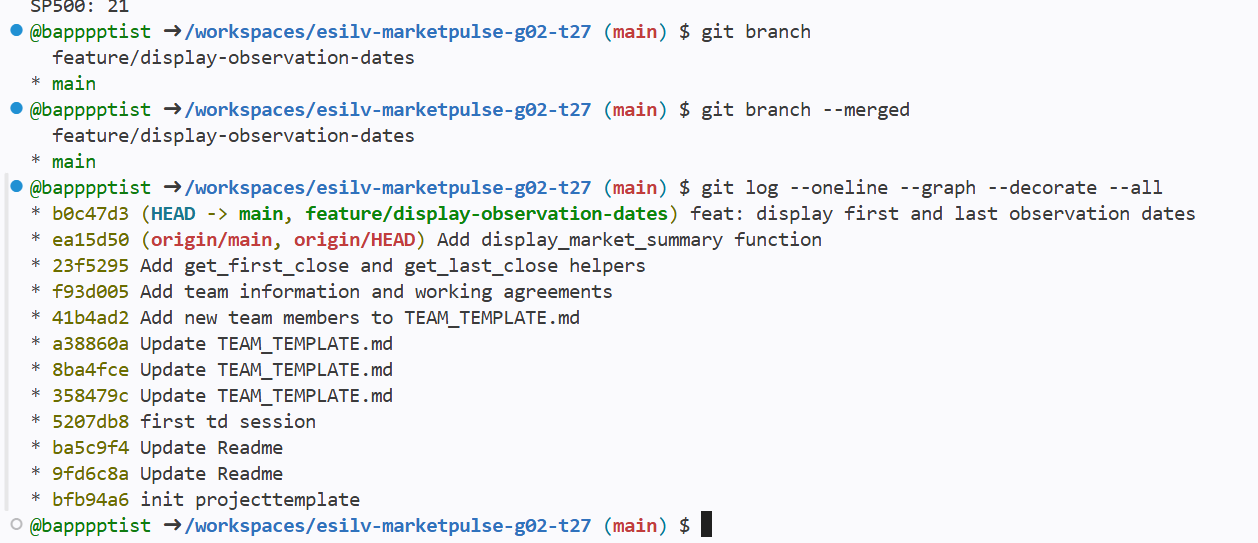 SP500: 21
@bapppptist ➜ /workspaces/esilv-marketpulse-g02-t27 (main) $ git branch
  feature/display-observation-dates
* main
@bapppptist ➜ /workspaces/esilv-marketpulse-g02-t27 (main) $ git branch --merged
  feature/display-observation-dates
* main
@bapppptist ➜ /workspaces/esilv-marketpulse-g02-t27 (main) $ git log --oneline --graph --decorate --all
* b0c47d3 (HEAD -> main, feature/display-observation-dates) feat: display first and last observation dates
* ea15d50 (origin/main, origin/HEAD) Add display_market_summary function
* 23f5295 Add get_first_close and get_last_close helpers
* f93d005 Add team information and working agreements
* 41b4ad2 Add new team members to TEAM_TEMPLATE.md
* a38860a Update TEAM_TEMPLATE.md
* 8ba4fce Update TEAM_TEMPLATE.md
* 358479c Update TEAM_TEMPLATE.md
* 5207db8 first td session
* ba5c9f4 Update Readme
* 9fd6c8a Update Readme
* bfb94a6 init projecttemplate
@bapppptist ➜ /workspaces/esilv-marketpulse-g02-t27 (main) $